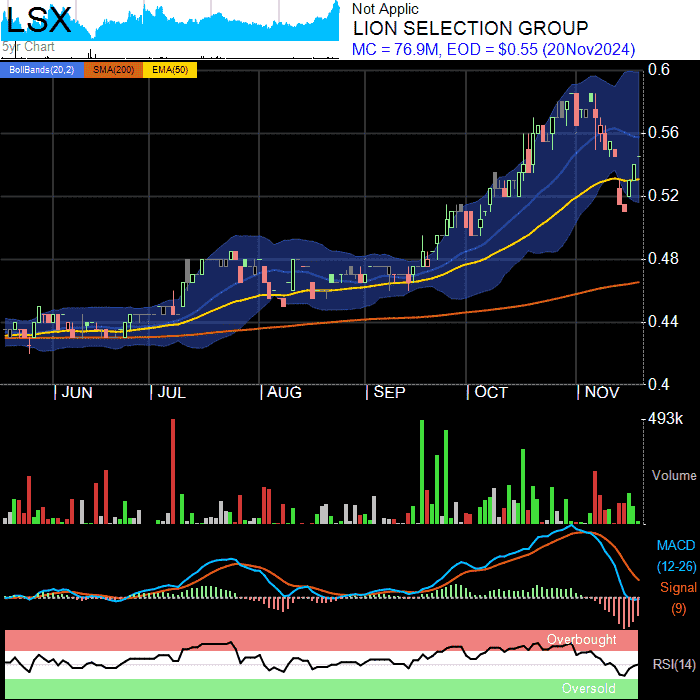 LSX
5yr Chart
Not Applic
LION SELECTION GROUP
MC = 76.9M, EOD = $0.55 (20Nov2024)
BollBands(20,2) SMA(200) EMA(50)
0.6
0.56
0.52
0.48
0.44
0.4
JUN JUL AUG SEP OCT NOV
493k
Volume
MACD
(12-26)
Signal
(9)
Overbought
RSI(14)
Oversold